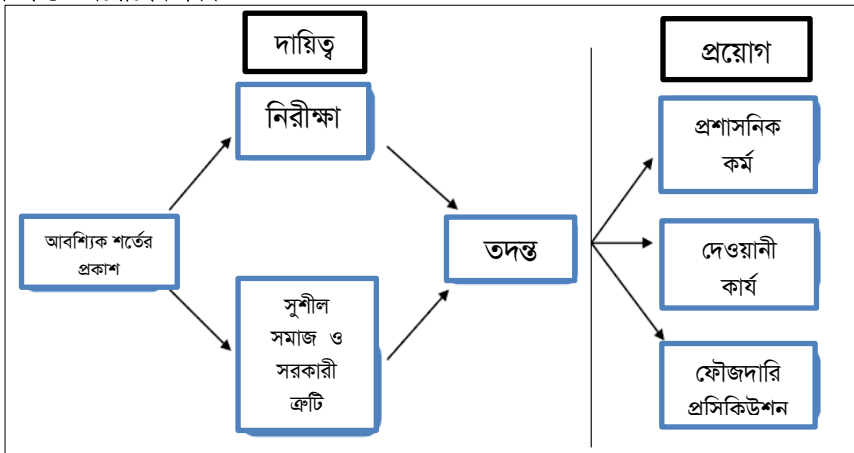 দায়িত্ব
নিরীক্ষা
আবশ্যিক শর্তের
প্রকাশ
সুশীল
সমাজ ও
সরকারী
ত্রুটি
তদন্ত
প্রয়োগ
প্রশাসনিক
কর্ম
দেওয়ানী
কার্য
ফৌজদারি
প্রসিকিউশন